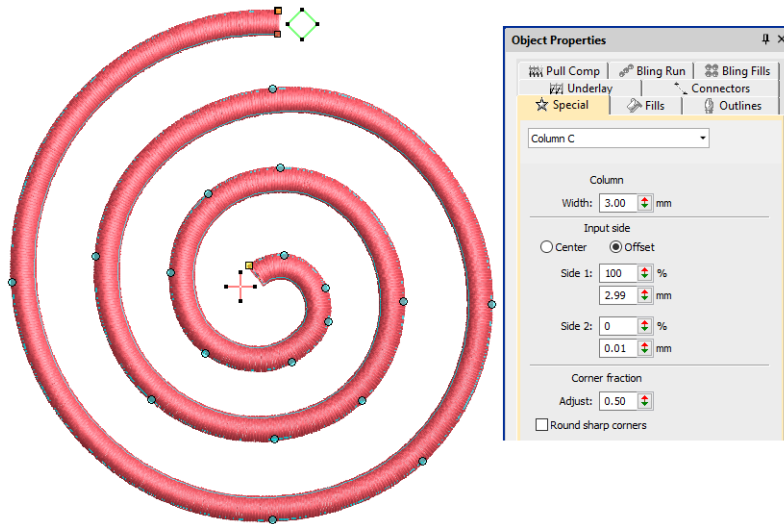 Object Properties
Pull Comp Bling Run Bling Fills
Underlay Connectors
Special Fills Outlines
Column C
Column
Width: 3.00 mm
Input side
Center Offset
Side 1: 100 %
2.99 mm
Side 2: 0 %
0.01 mm
Corner fraction
Adjust: 0.50
Round sharp corners